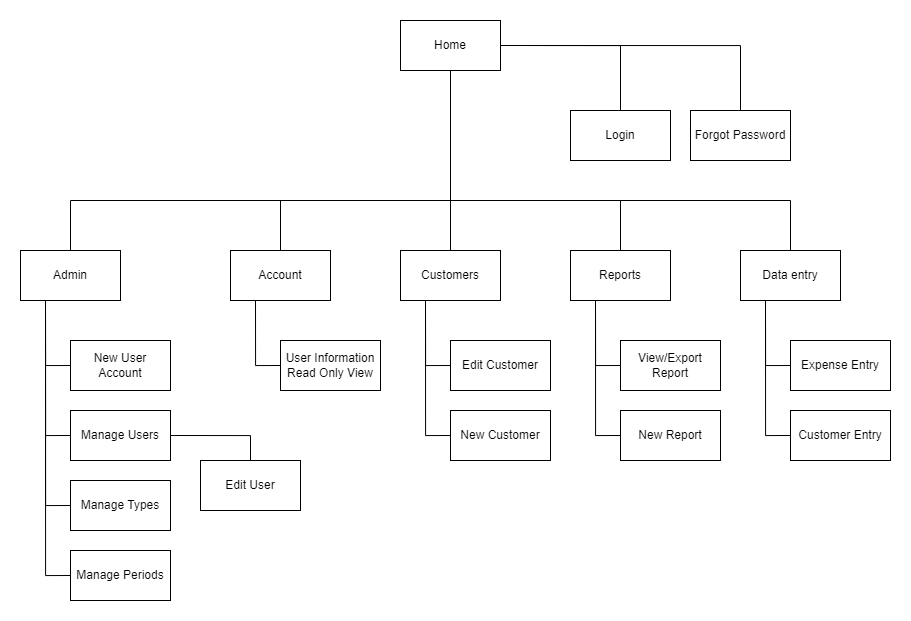 Home
Login
Forgot Password
Admin
Account
Customers
Reports
Data entry
New User
Account
User Information
Read Only View
Edit Customer
View/Export
Report
Expense Entry
Manage Users
New Customer
New Report
Customer Entry
Edit User
Manage Types
Manage Periods